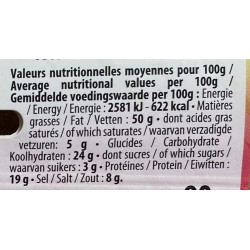 Valeurs nutritionnelles moyennes pour 100g/
Average nutritional values per 100g/
Gemiddelde voedingswaarde per 100g : Energie
/ Energy / Energie : 2581 kJ - 622 kcal • Matières
grasses / Fat / Vetten : 50 g • dont acides gras
saturés / of which saturates / waarvan verzadigde
vetzuren: 5 g • Glucides / Carbohydrate /
Koolhydraten : 24 g • dont sucres / of which sugars /
waarvan suikers : 3 g • Protéines / Protein / Eiwitten :
19 g • Sel / Salt / Zout : 8 g.